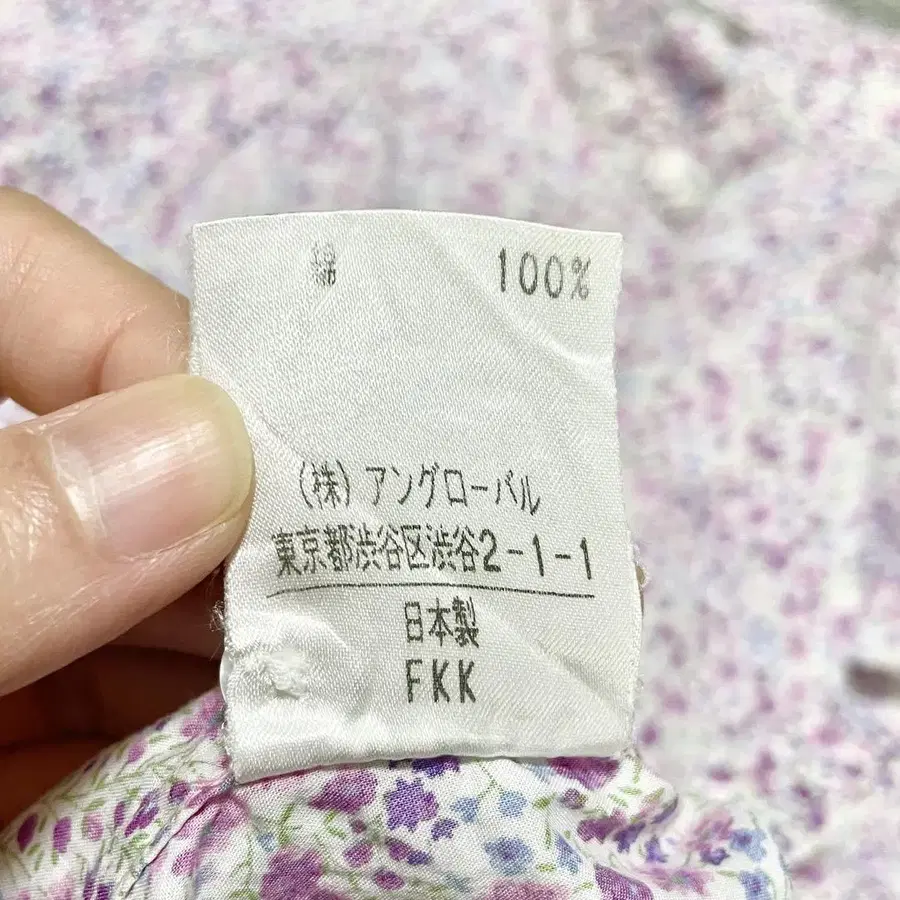 綿 100%
(株) アングローバル
東京都渋谷区渋谷2-1-1
日本製
FKK